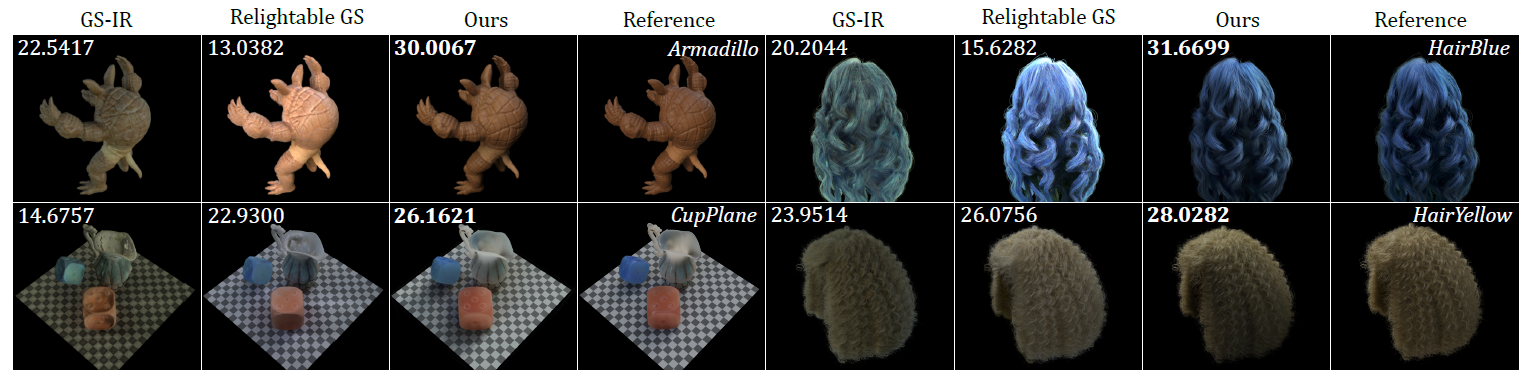 GS-IR Relightable GS Ours Reference GS-IR Relightable GS Ours Reference
22.5417 13.0382 30.0067 Armadillo 20.2044 15.6282 31.6699 HairBlue
14.6757 22.9300 26.1621 CupPlane 23.9514 26.0756 28.0282 HairYellow